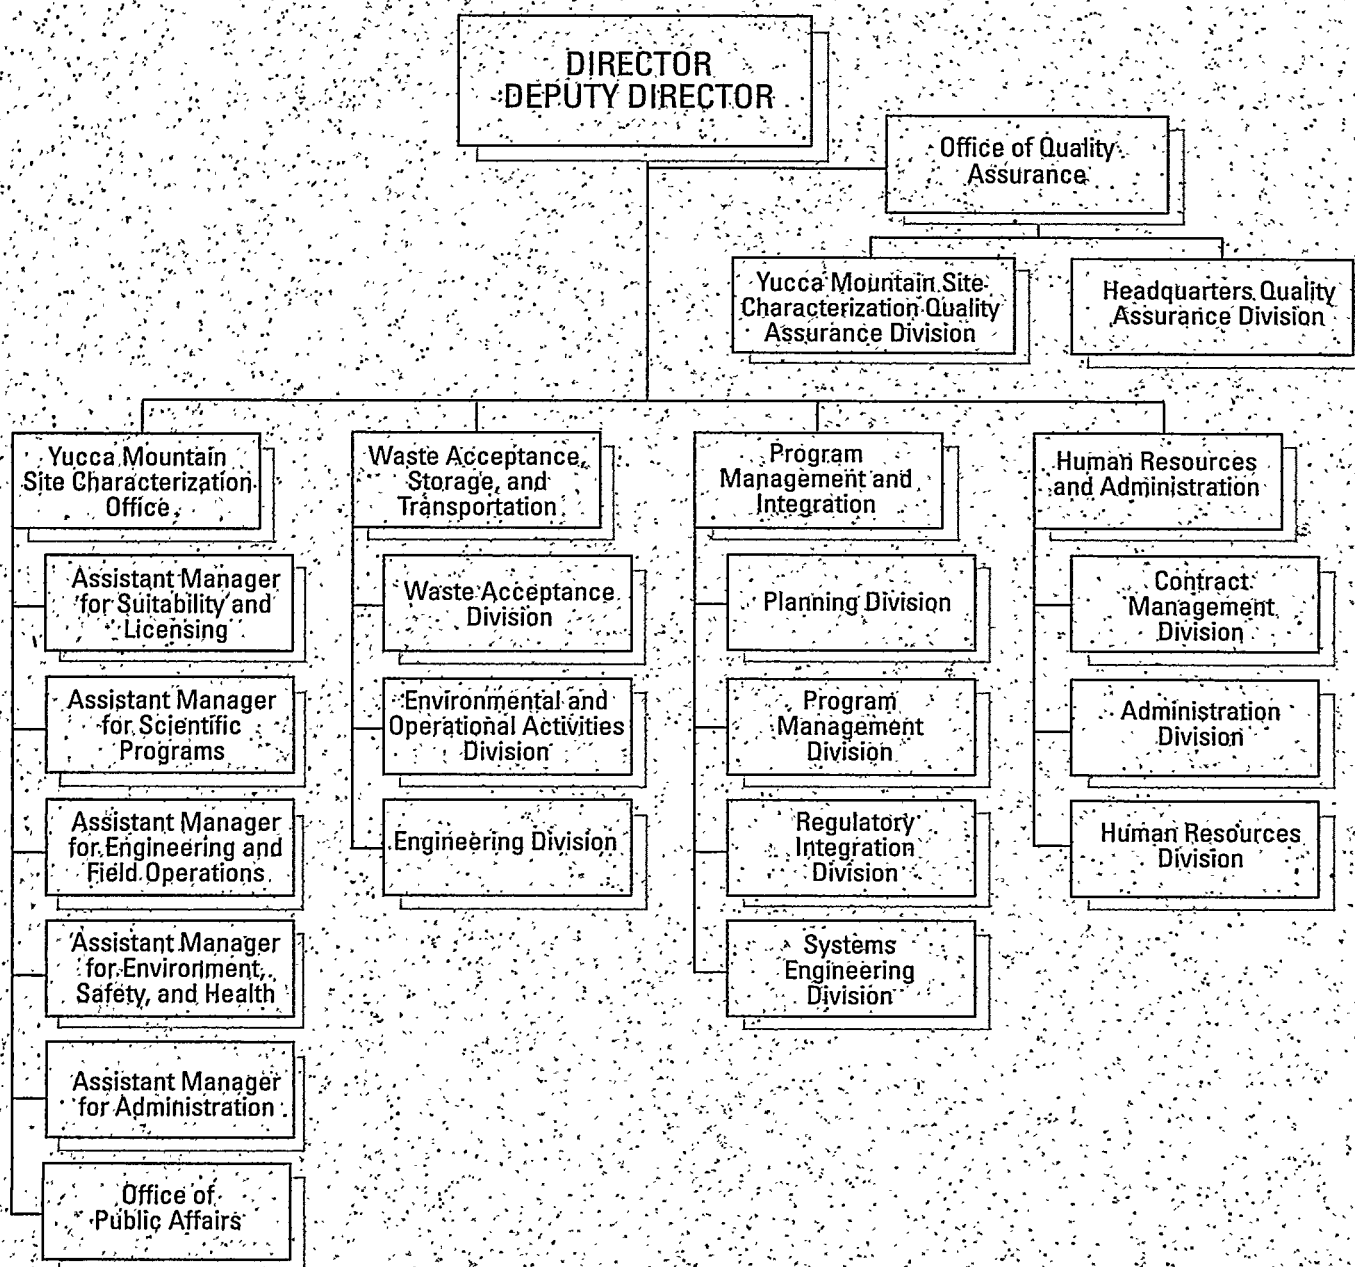 DIRECTOR
DEPUTY DIRECTOR
Office of Quality
Assurance
Yucca Mountain Site
Characterization Quality
Assurance Division
Headquarters Quality
Assurance Division
Yucca Mountain
Site Characterization
Office
Assistant Manager
for Suitability and
Licensing
Assistant Manager
for Scientific
Programs
Assistant Manager
for Engineering and
Field Operations
Assistant Manager
for Environment,
Safety, and Health
Assistant Manager
for Administration
Office of
Public Affairs
Waste Acceptance,
Storage, and
Transportation
Waste Acceptance
Division
Environmental and
Operational Activities
Division
Engineering Division
Program
Management and
Integration
Planning Division
Program
Management
Division
Regulatory
Integration
Division
Systems
Engineering
Division
Human Resources
and Administration
Contract
Management
Division
Administration
Division
Human Resources
Division